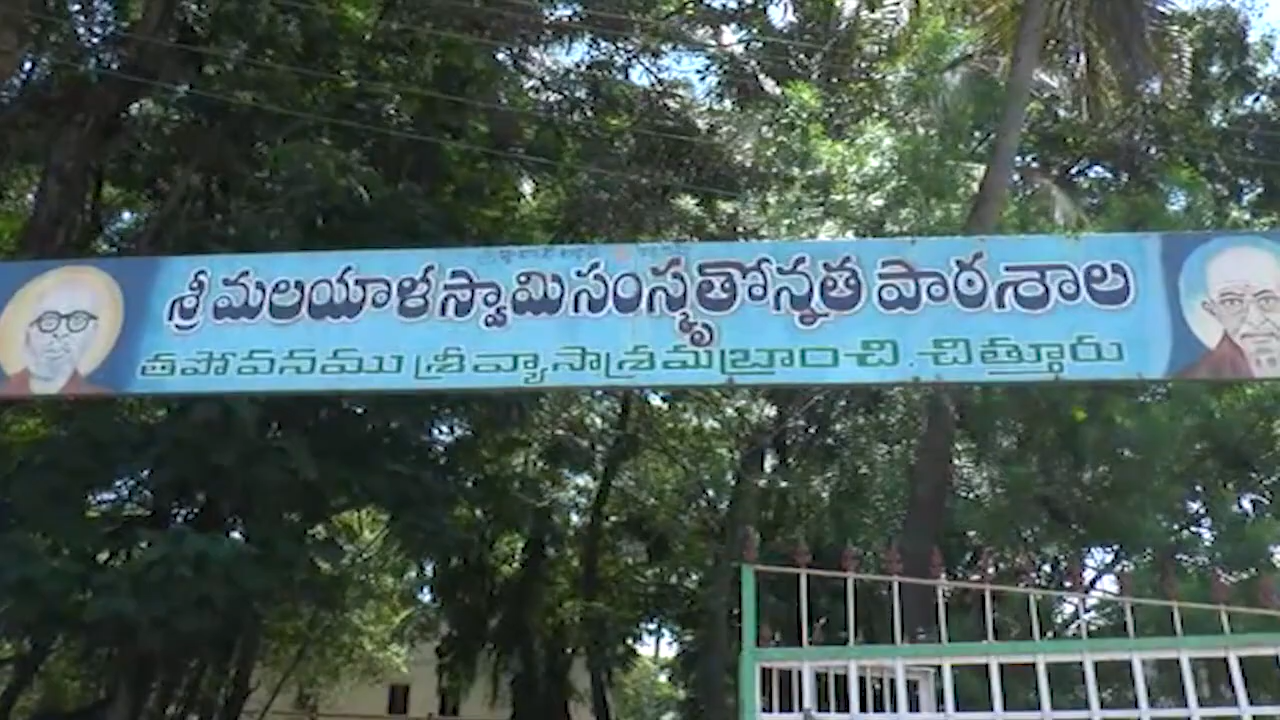 శ్రీ మలయాళస్వామి సంస్కృతోన్నత పాఠశాల
తపోవనము శ్రీవ్యాసాశ్రమ బ్రాంచి. చిత్తూరు